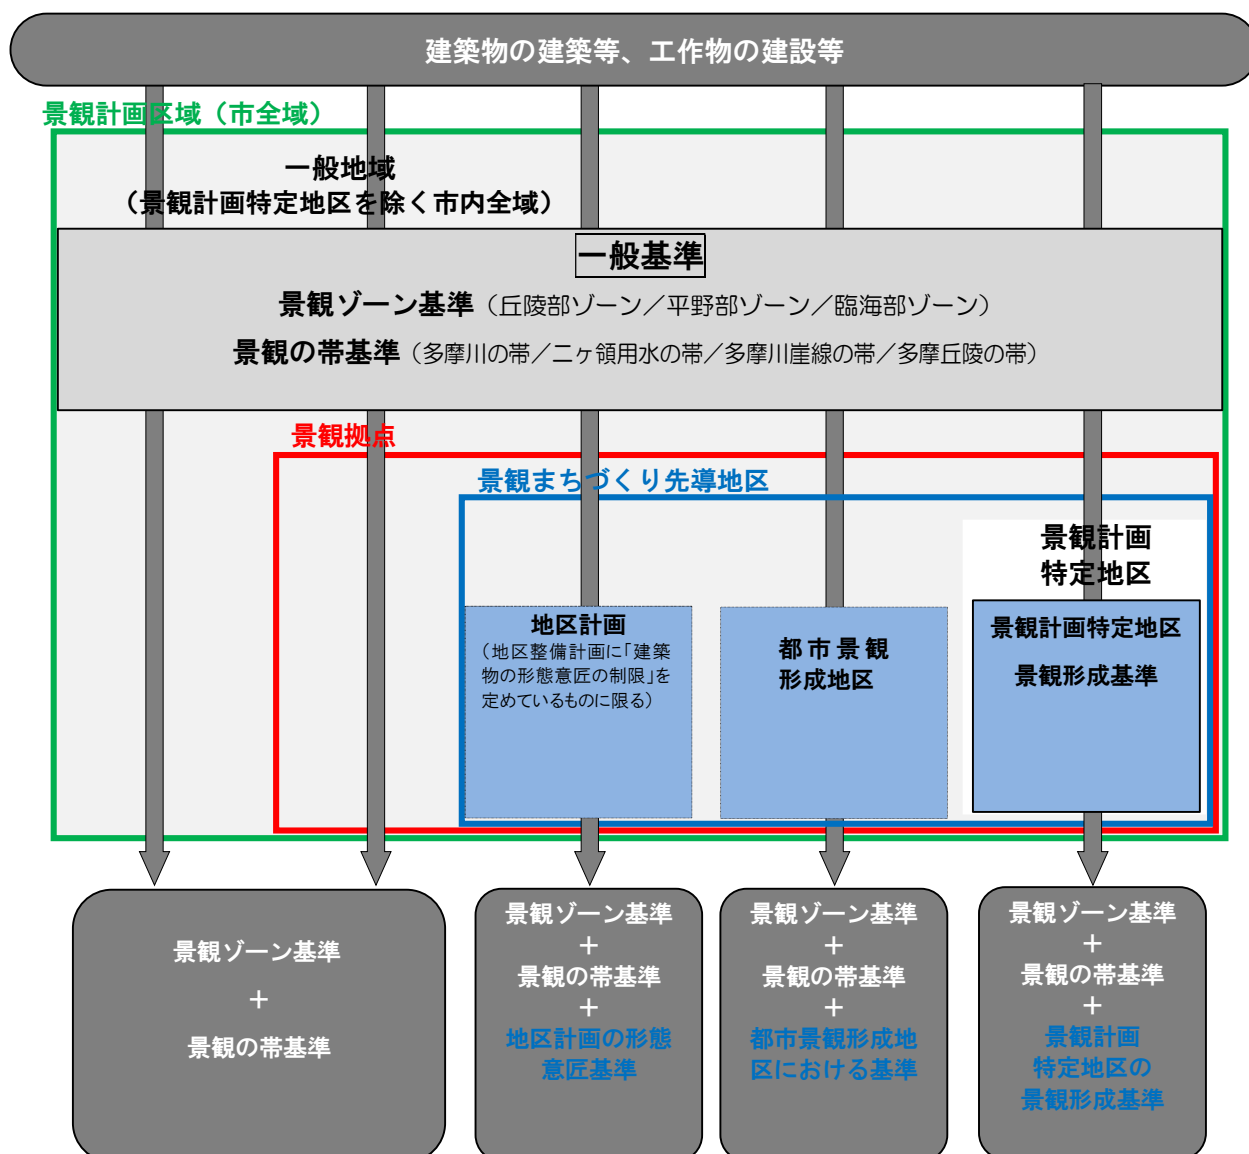 建築物の建築等、工作物の建設等
景観計画区域（市全域）
一般地域
（景観計画特定地区を除く市内全域）
一般基準
景観ゾーン基準（丘陵部ゾーン／平野部ゾーン／臨海部ゾーン）
景観の帯基準（多摩川の帯／二ヶ領用水の帯／多摩川崖線の帯／多摩丘陵の帯）
景観拠点
景観まちづくり先導地区
景観計画
特定地区
地区計画
（地区整備計画に「建築
物の形態意匠の制限」を
定めているものに限る）
都市景観
形成地区
景観計画特定地区
景観形成基準
景観ゾーン基準
＋
景観の帯基準
景観ゾーン基準
＋
景観の帯基準
＋
地区計画の形態
意匠基準
景観ゾーン基準
＋
景観の帯基準
＋
都市景観形成地
区における基準
景観ゾーン基準
＋
景観の帯基準
＋
景観計画
特定地区の
景観形成基準